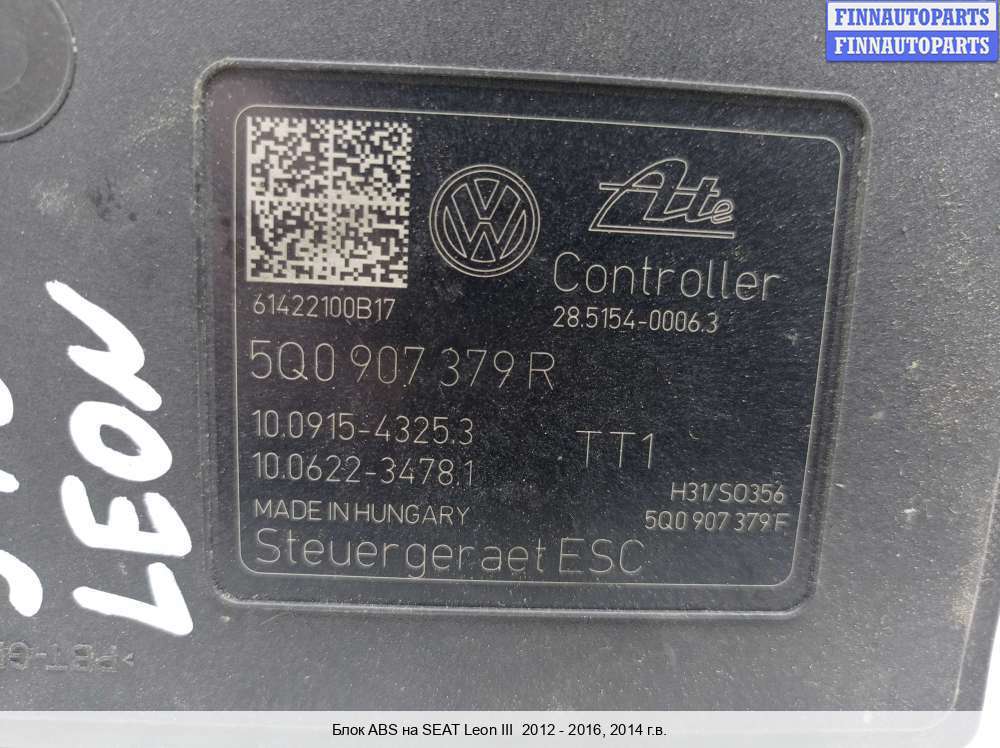 FINNAUTOPARTS
FINNAUTOPARTS
Ate
Controller
61422100B17
28.5154-0006.3
5Q0 907 379 R
10.0915-4325.3
TT1
10.0622-3478.1
H31/S0356
MADE IN HUNGARY
5Q0 907 379 F
Steuergeraet ESC
LEON
>PBT-G
Блок ABS на SEAT Leon III 2012 - 2016, 2014 г.в.